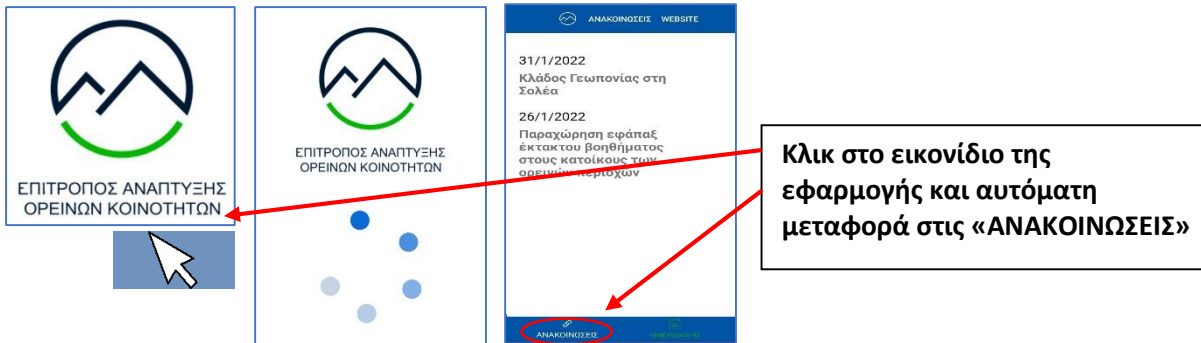 ΕΠΙΤΡΟΠΟΣ ΑΝΑΠΤΥΞΗΣ
ΟΡΕΙΝΩΝ ΚΟΙΝΟΤΗΤΩΝ
ΕΠΙΤΡΟΠΟΣ ΑΝΑΠΤΥΞΗΣ
ΟΡΕΙΝΩΝ ΚΟΙΝΟΤΗΤΩΝ
ΑΝΑΚΟΙΝΩΣΕΙΣ WEBSITE
31/1/2022
Κλάδος Γεωπονίας στη
Σολέα
26/1/2022
Παραχώρηση εφάπαξ
έκτακτου βοηθήματος
στους κατοίκους των
ορεινών περιοχών
ΑΝΑΚΟΙΝΩΣΕΙΣ
Κλικ στο εικονίδιο της
εφαρμογής και αυτόματη
μεταφορά στις «ΑΝΑΚΟΙΝΩΣΕΙΣ»